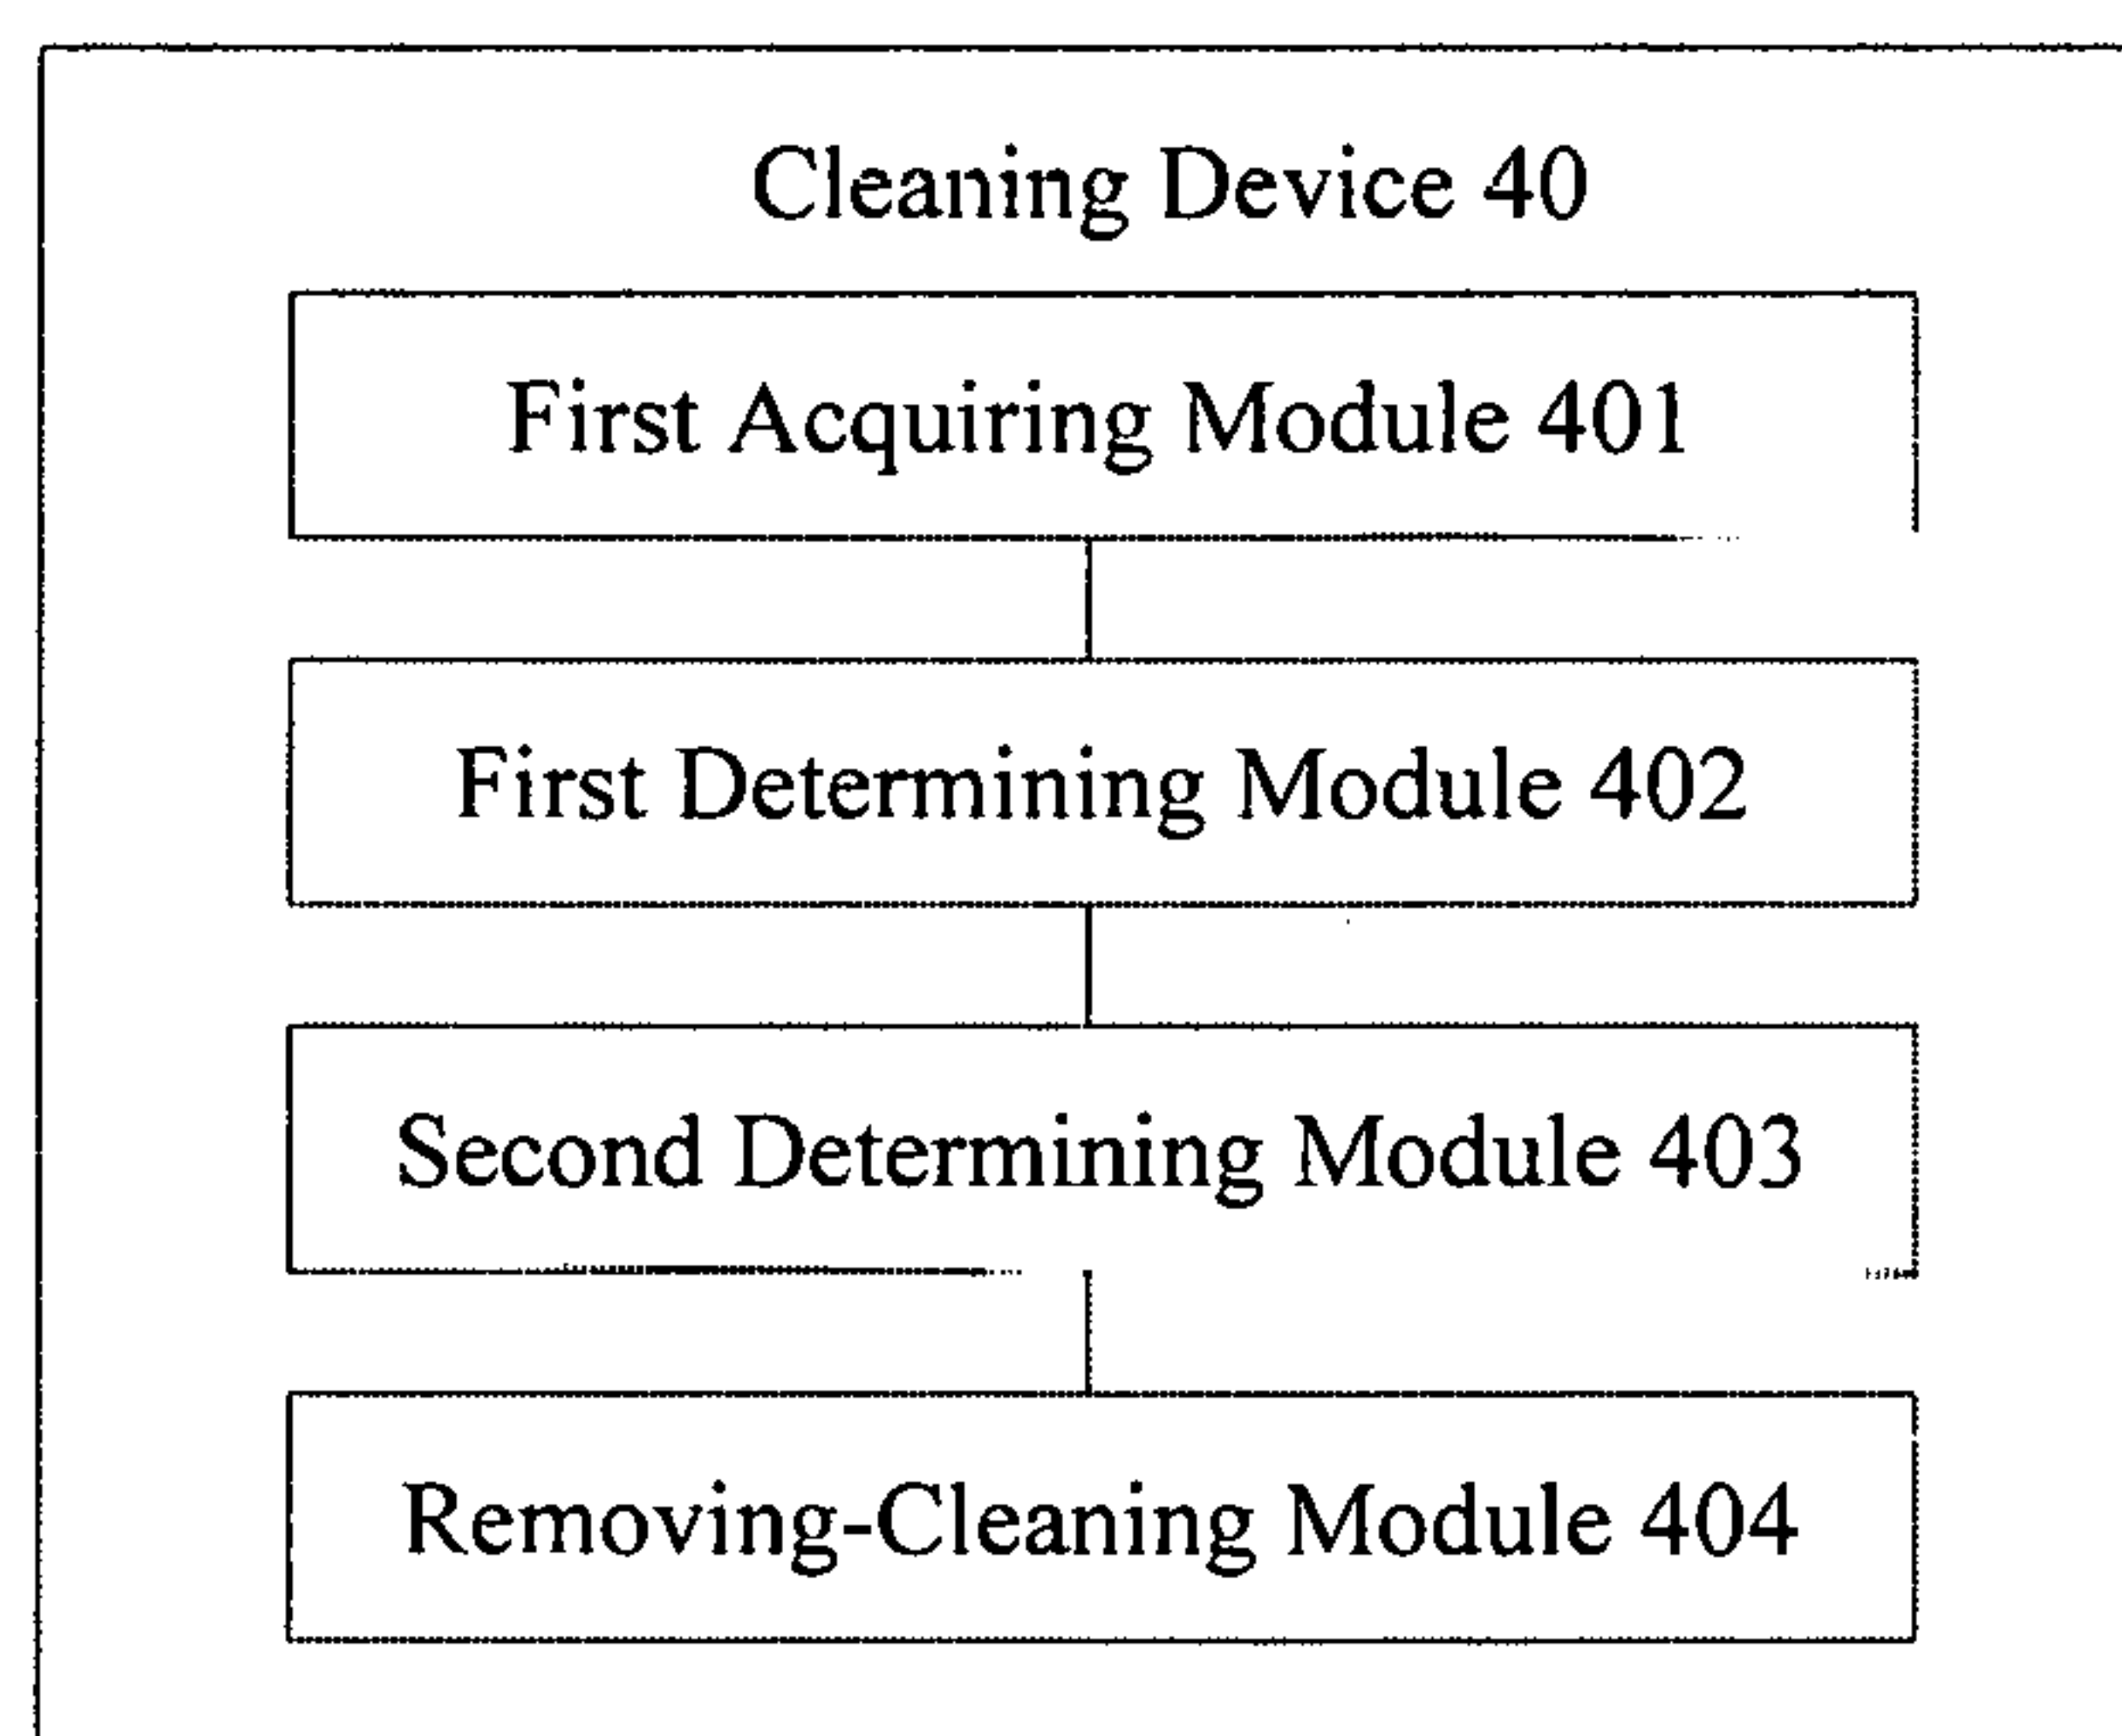 Cleaning Device 40
First Acquiring Module 401
First Determining Module 402
Second Determining Module 403
Removing-Cleaning Module 404